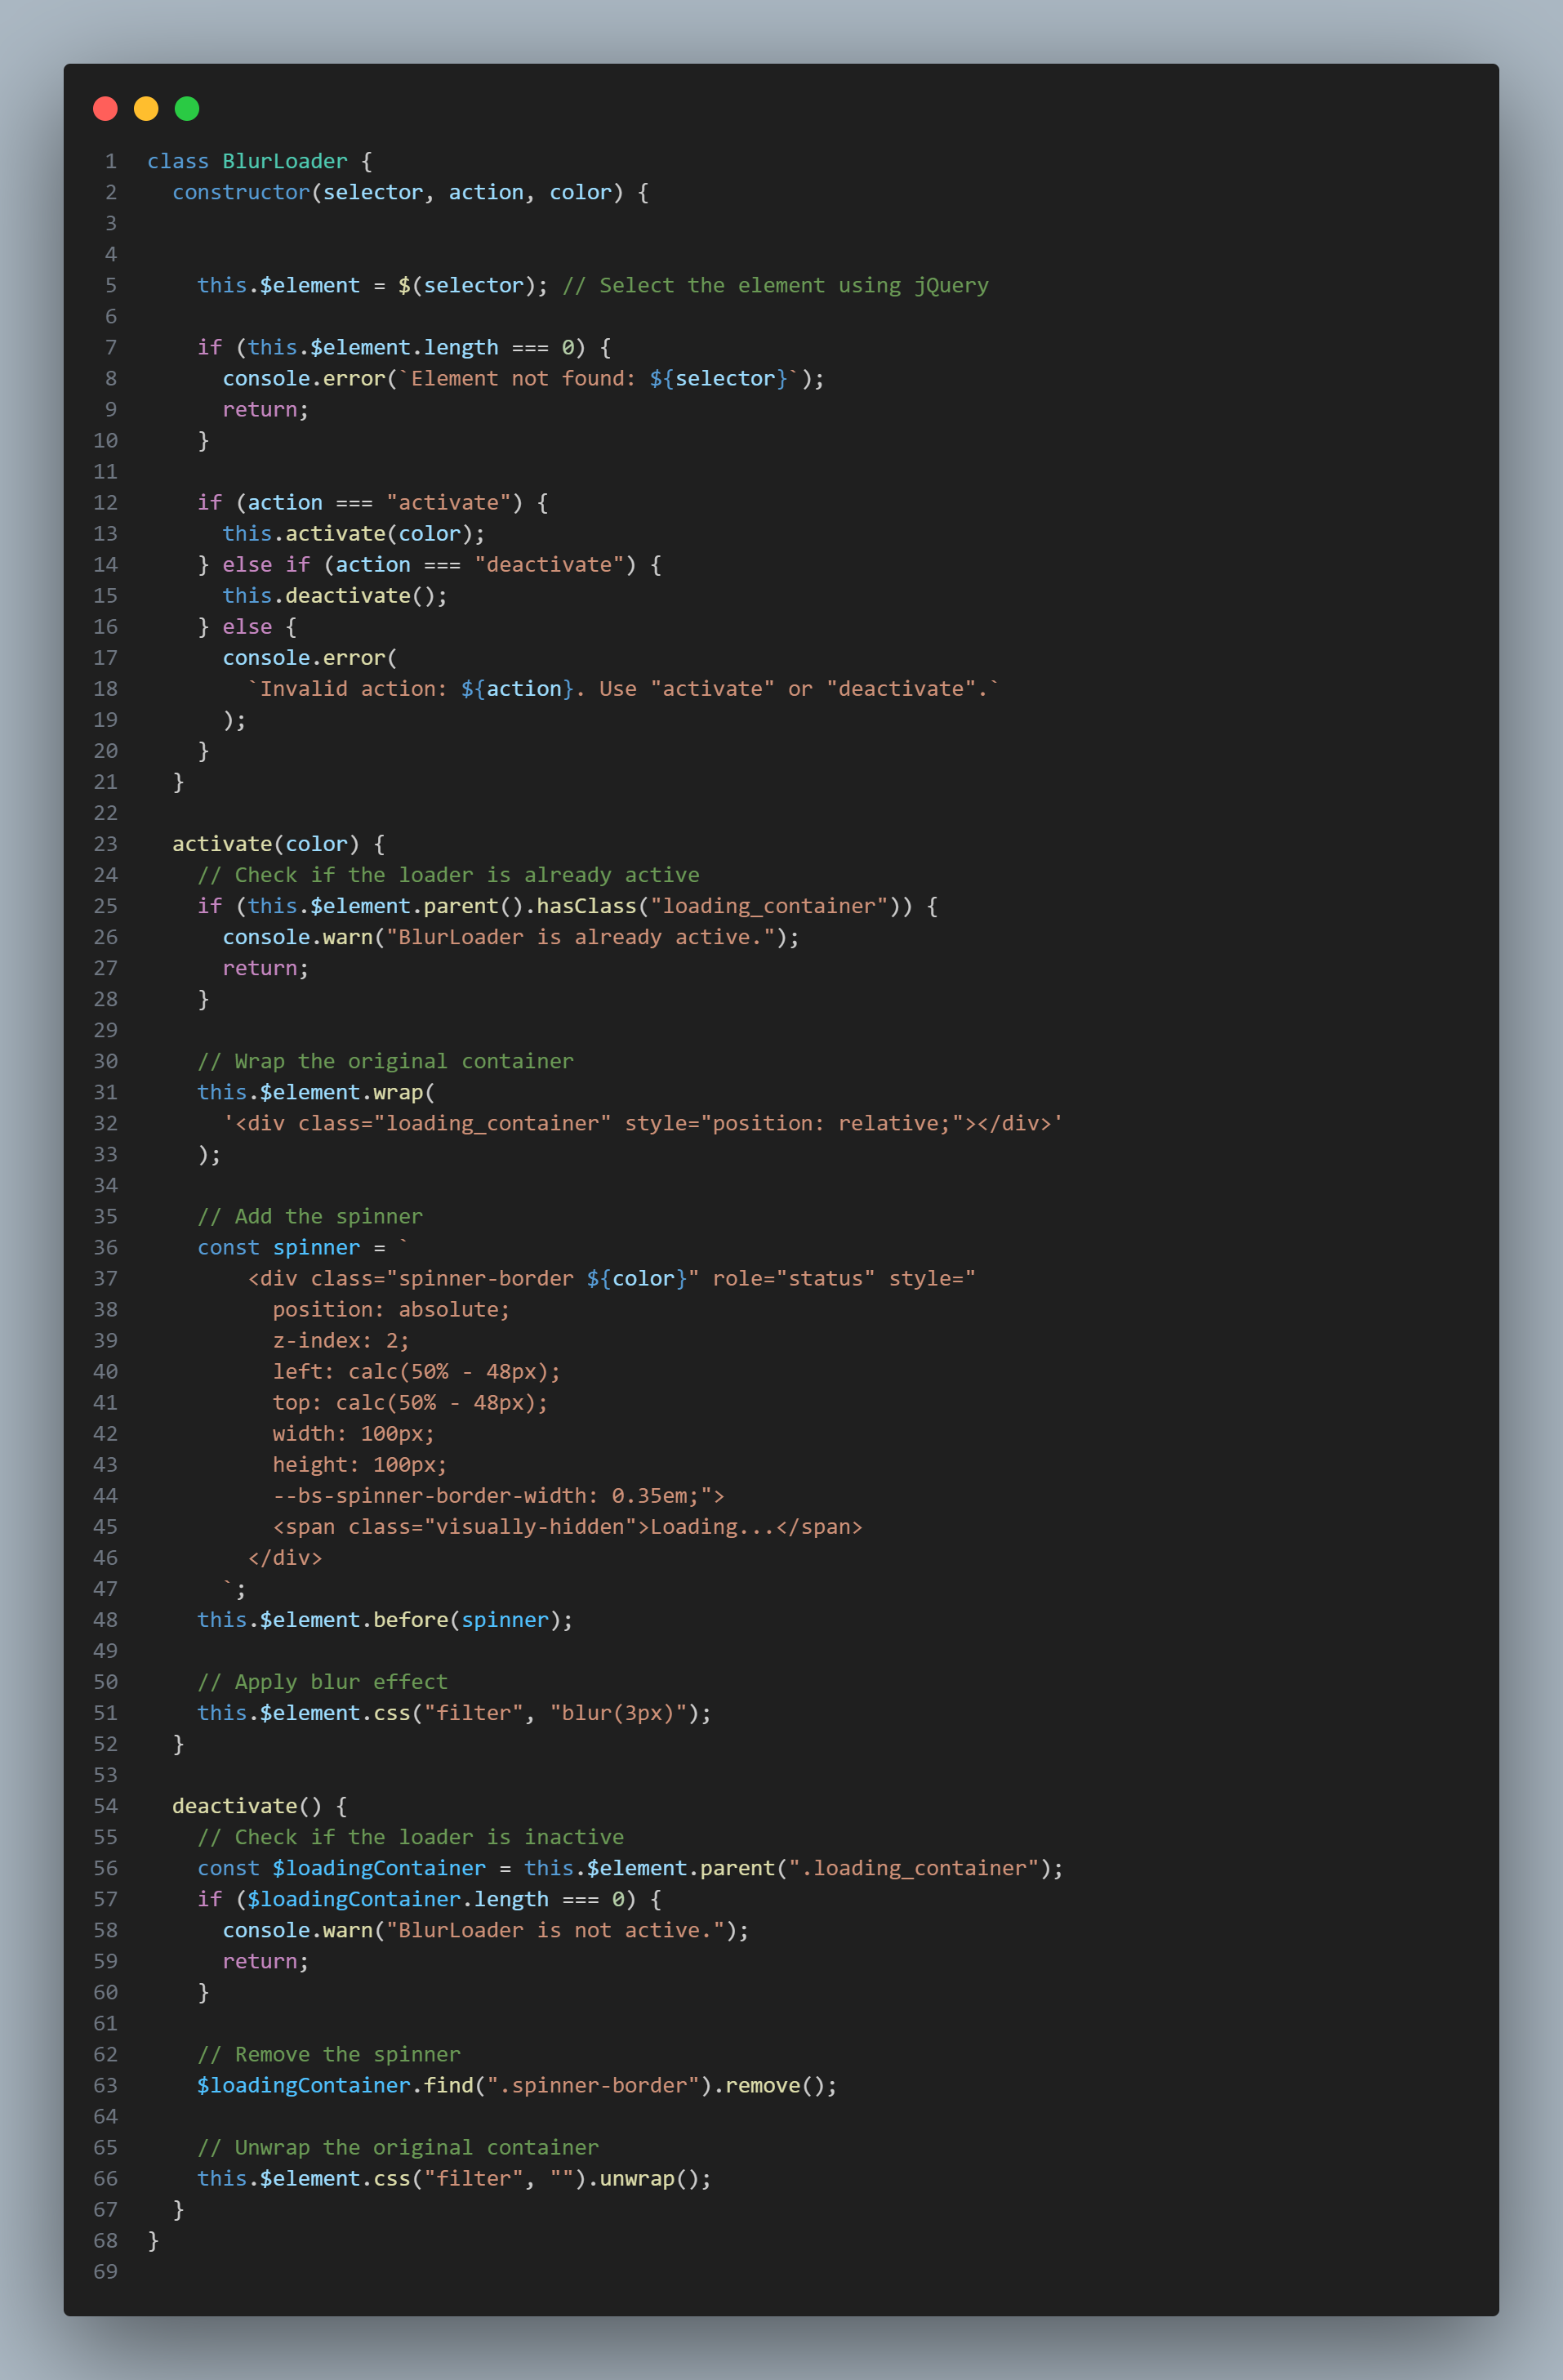 1 class BlurLoader {
2   constructor(selector, action, color) {
3
4
5     this.$element = $(selector); // Select the element using jQuery
6
7     if (this.$element.length === 0) {
8       console.error(`Element not found: ${selector}`);
9       return;
10     }
11
12     if (action === "activate") {
13       this.activate(color);
14     } else if (action === "deactivate") {
15       this.deactivate();
16     } else {
17       console.error(
18         `Invalid action: ${action}. Use "activate" or "deactivate".`
19       );
20     }
21   }
22
23   activate(color) {
24     // Check if the loader is already active
25     if (this.$element.parent().hasClass("loading_container")) {
26       console.warn("BlurLoader is already active.");
27       return;
28     }
29
30     // Wrap the original container
31     this.$element.wrap(
32       '<div class="loading_container" style="position: relative;"></div>'
33     );
34
35     // Add the spinner
36     const spinner = `
37         <div class="spinner-border ${color}" role="status" style="
38           position: absolute;
39           z-index: 2;
40           left: calc(50% - 48px);
41           top: calc(50% - 48px);
42           width: 100px;
43           height: 100px;
44           --bs-spinner-border-width: 0.35em;">
45           <span class="visually-hidden">Loading...</span>
46         </div>
47       `;
48     this.$element.before(spinner);
49
50     // Apply blur effect
51     this.$element.css("filter", "blur(3px)");
52   }
53
54   deactivate() {
55     // Check if the loader is inactive
56     const $loadingContainer = this.$element.parent(".loading_container");
57     if ($loadingContainer.length === 0) {
58       console.warn("BlurLoader is not active.");
59       return;
60     }
61
62     // Remove the spinner
63     $loadingContainer.find(".spinner-border").remove();
64
65     // Unwrap the original container
66     this.$element.css("filter", "").unwrap();
67   }
68 }
69